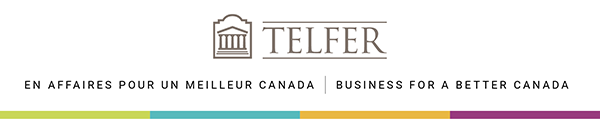 TELFER
EN AFFAIRES POUR UN MEILLEUR CANADA | BUSINESS FOR A BETTER CANADA